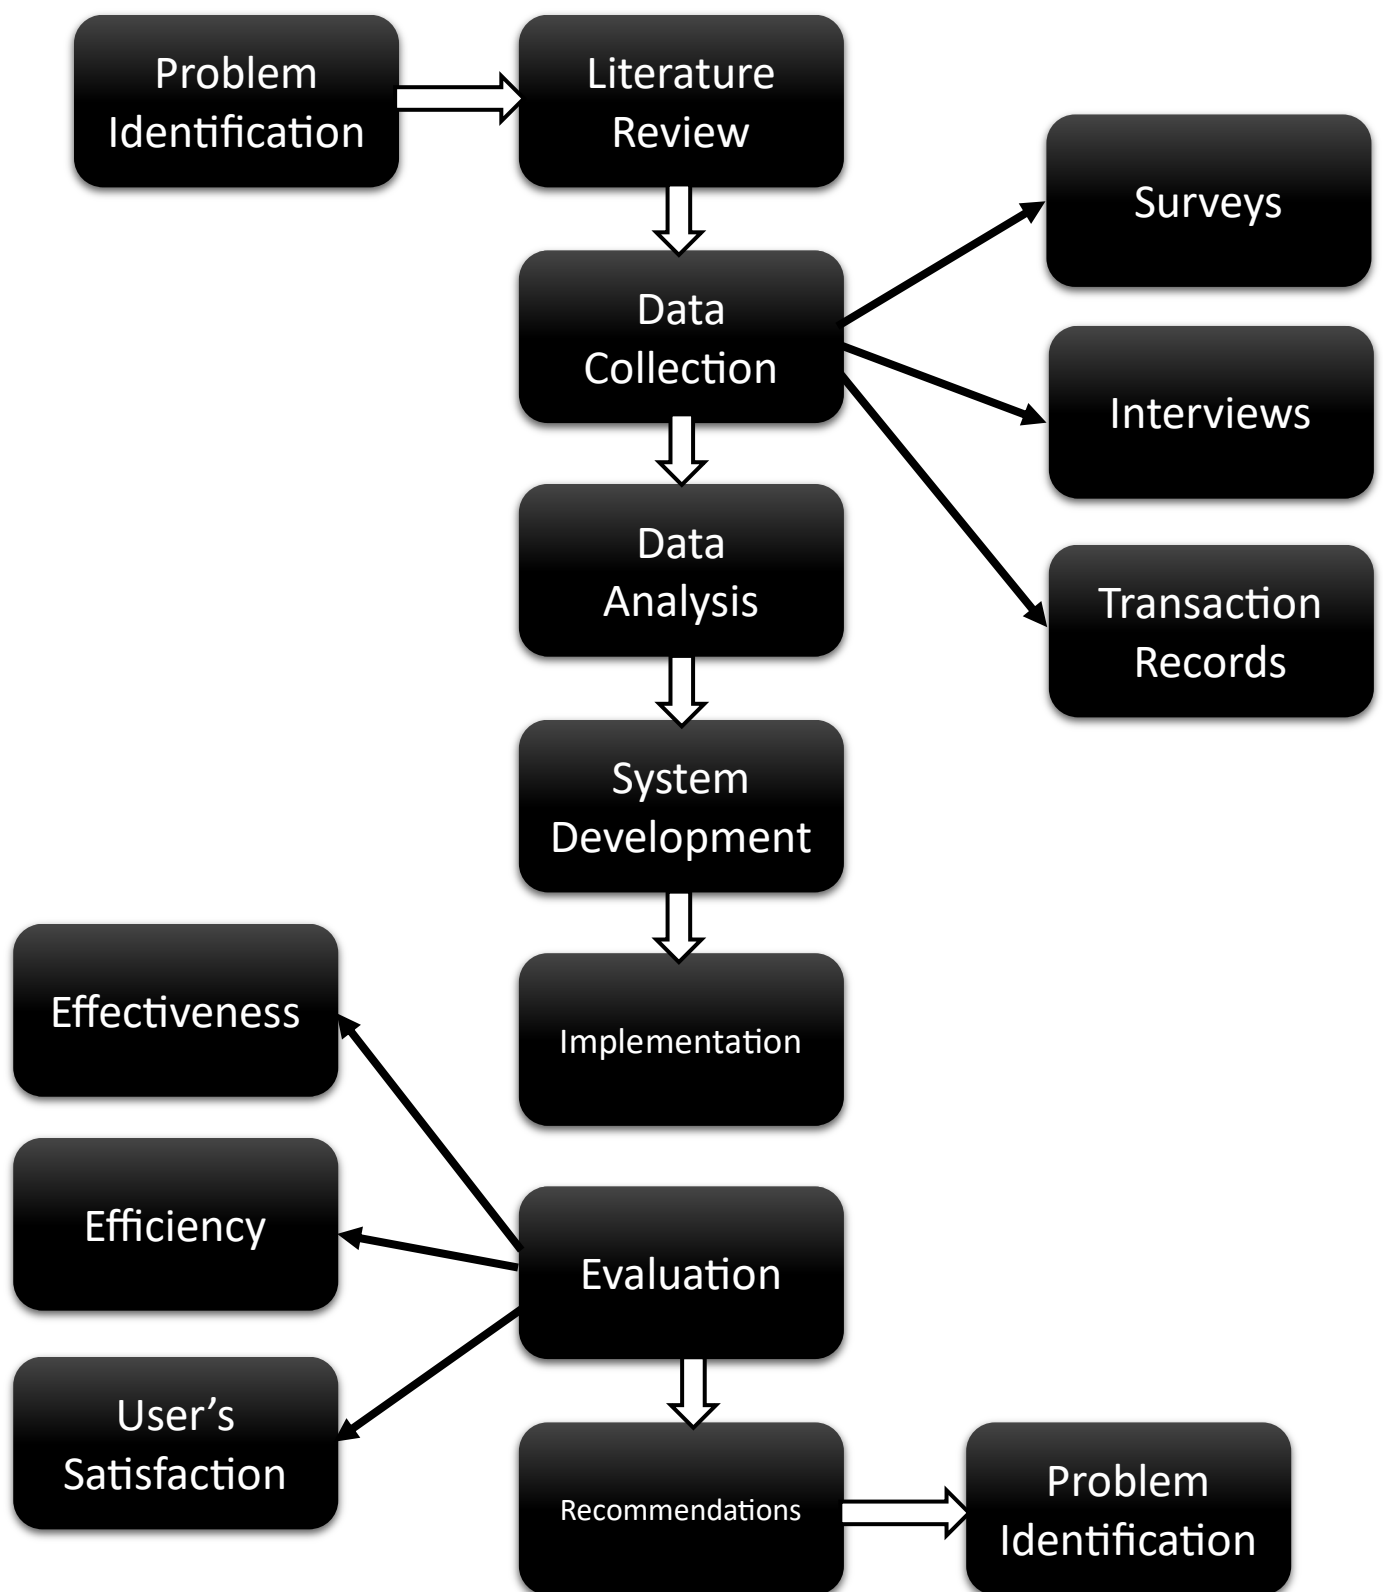 Problem
Identification
Literature
Review
Surveys
Data
Collection
Interviews
Data
Analysis
Transaction
Records
System
Development
Effectiveness
Implementation
Efficiency
Evaluation
User’s
Satisfaction
Recommendations
Problem
Identification